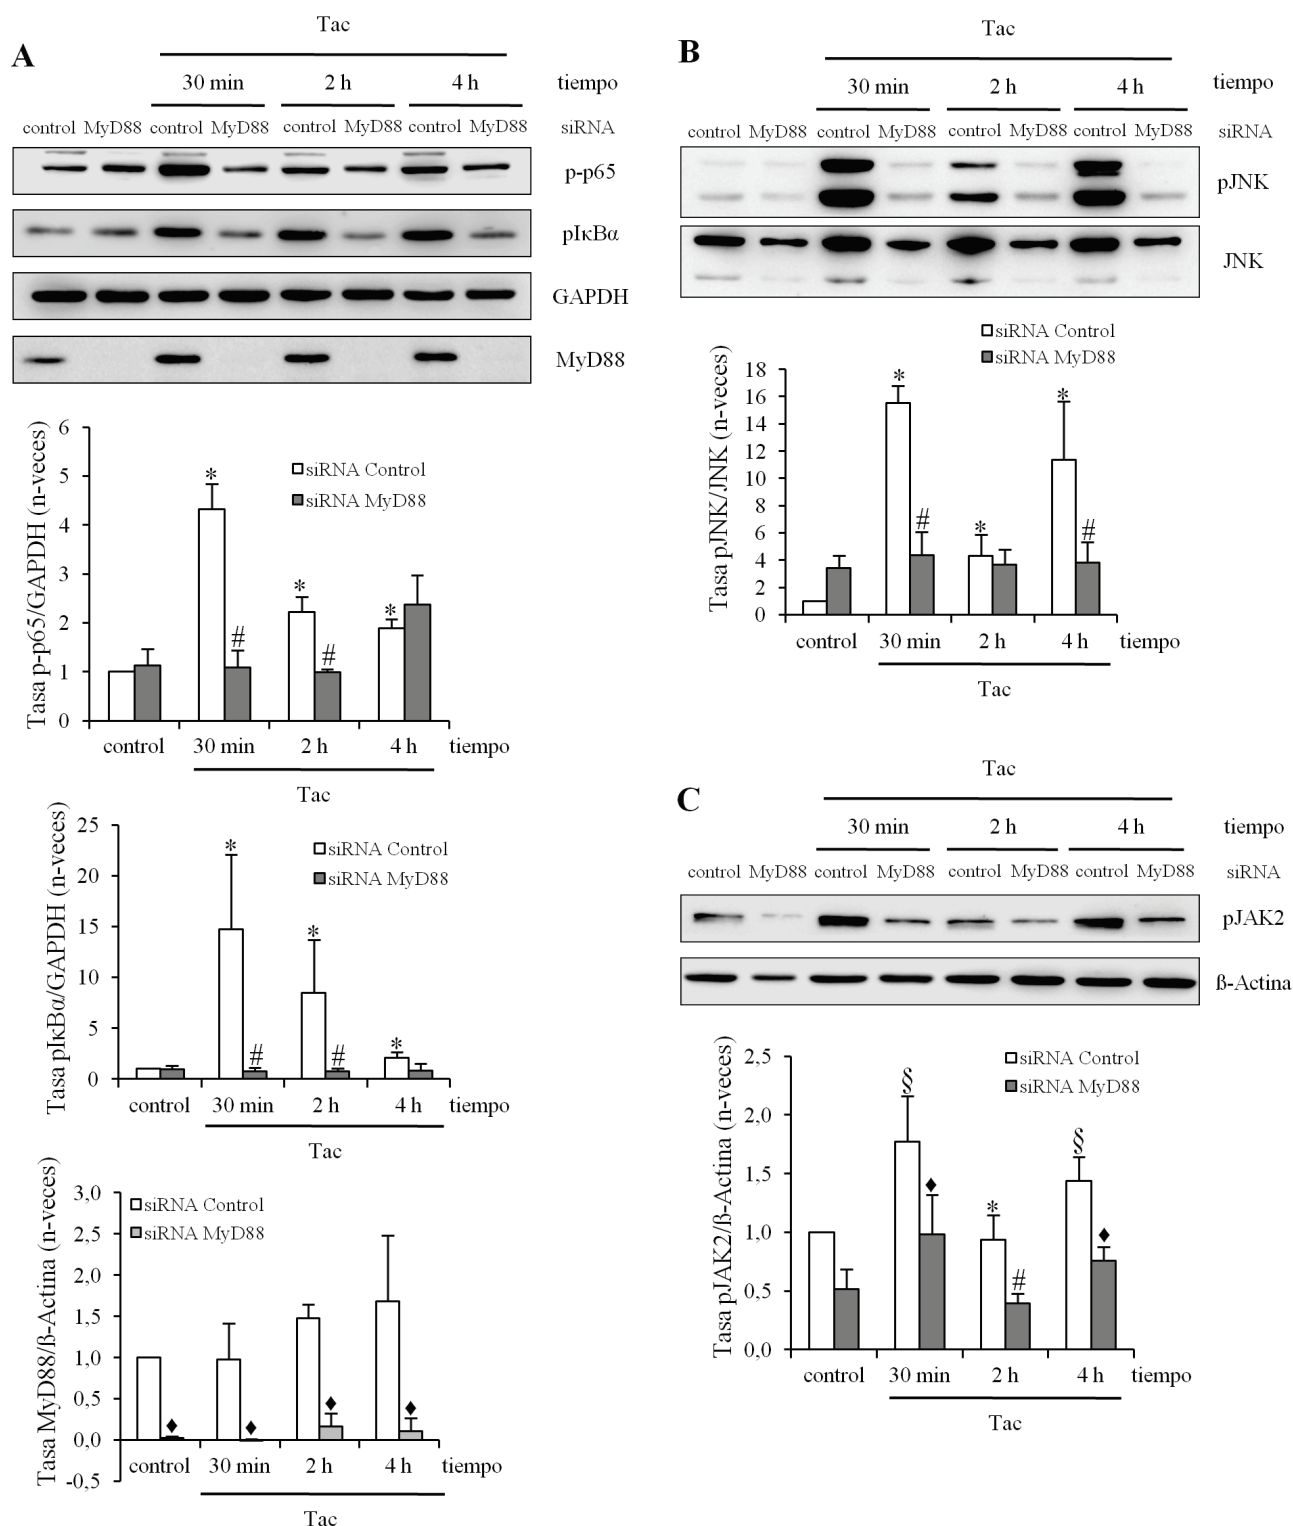 A
Tac
30 min 2 h 4 h tiempo
control MyD88 control MyD88 control MyD88 control MyD88 siRNA
p-p65
pIκBα
GAPDH
MyD88
Tasa p-p65/GAPDH (n-veces)
6
5
4
3
2
1
0
siRNA Control
siRNA MyD88
* # * # *
control 30 min 2 h 4 h tiempo
Tac
Tasa pIκBα/GAPDH (n-veces)
25
20
15
10
5
0
siRNA Control
siRNA MyD88
* # * # *
control 30 min 2 h 4 h tiempo
Tac
Tasa MyD88/ß-Actina (n-veces)
3,0
2,5
2,0
1,5
1,0
0,5
0,0
-0,5
siRNA Control
siRNA MyD88
♦ ♦ ♦ ♦
control 30 min 2 h 4 h tiempo
Tac
B
Tac
30 min 2 h 4 h tiempo
control MyD88 control MyD88 control MyD88 control MyD88 siRNA
pJNK
JNK
siRNA Control
siRNA MyD88
Tasa pJNK/JNK (n-veces)
18
16
14
12
10
8
6
4
2
0
* # * * #
control 30 min 2 h 4 h tiempo
Tac
C
Tac
30 min 2 h 4 h tiempo
control MyD88 control MyD88 control MyD88 control MyD88 siRNA
pJAK2
ß-Actina
Tasa pJAK2/ß-Actina (n-veces)
2,5
2,0
1,5
1,0
0,5
0,0
siRNA Control
siRNA MyD88
§ ♦ * # § ♦
control 30 min 2 h 4 h tiempo
Tac